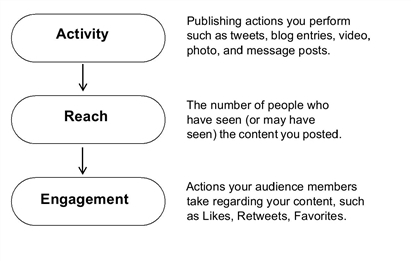 Activity
Publishing actions you perform
such as tweets, blog entries, video,
photo, and message posts.
Reach
The number of people who
have seen (or may have
seen) the content you posted.
Engagement
Actions your audience members
take regarding your content, such
as Likes, Retweets, Favorites.